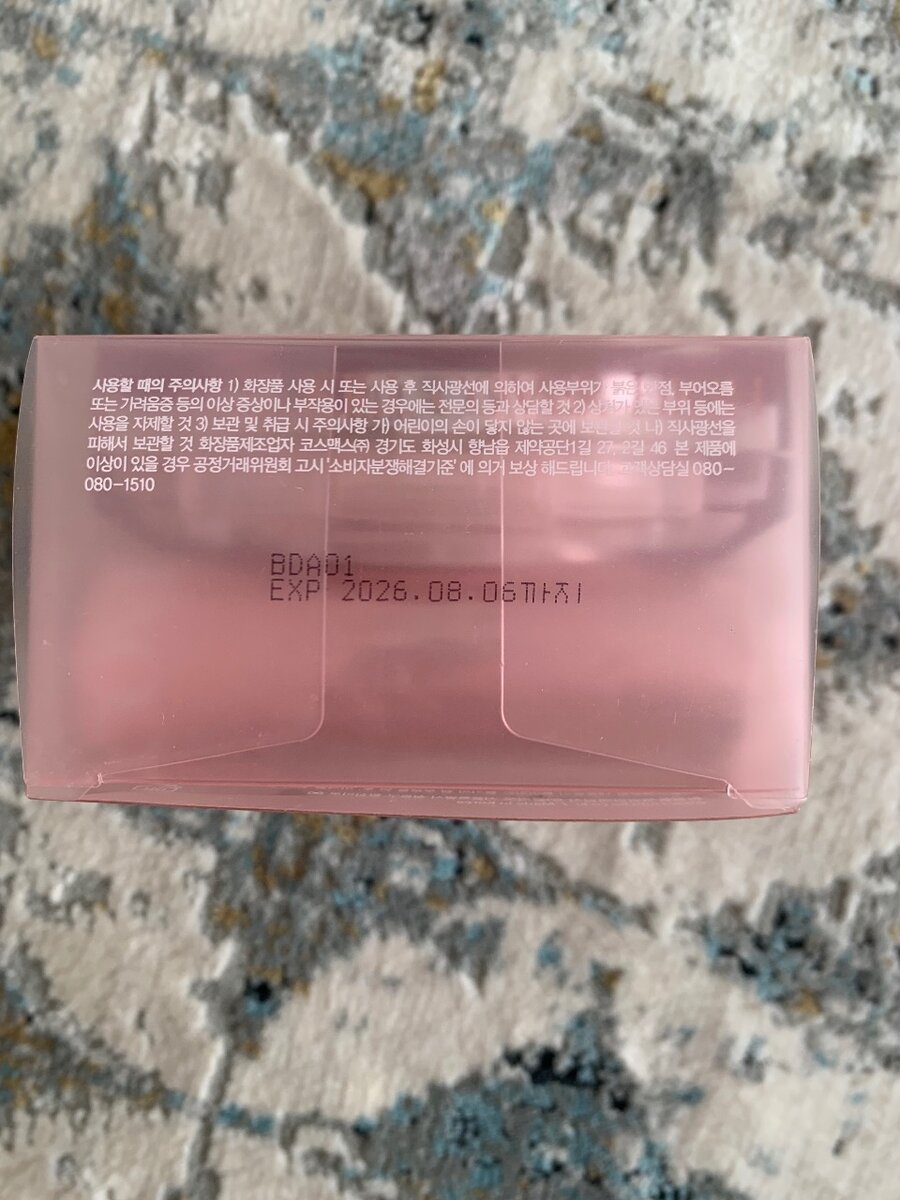 사용할 때의 주의사항 1) 화장품 사용 시 또는 사용 후 직사광선에 의하여 사용부위가 붉은 부어오름
또는 가려움증 등의 이상 증상이나 부작용이 있는 경우에는 전문의 등과 상담할 것 2) 상처가 있는 부위 등에는
사용을 자제할 것 3) 보관 및 취급 시 주의사항 가) 어린이의 손이 닿지 않는 곳에 보관할 것 나) 직사광선을
피해서 보관할 것 화장품제조업자 코스맥스㈜ 경기도 화성시 향남읍 제약공단1길 27, 2길 46 본 제품에
이상이 있을 경우 공정거래위원회 고시 '소비자분쟁해결기준' 에 의거 보상 해드립니다. 고객상담실 080-
080-1510
BDA01
EXP 2026.08.06까지